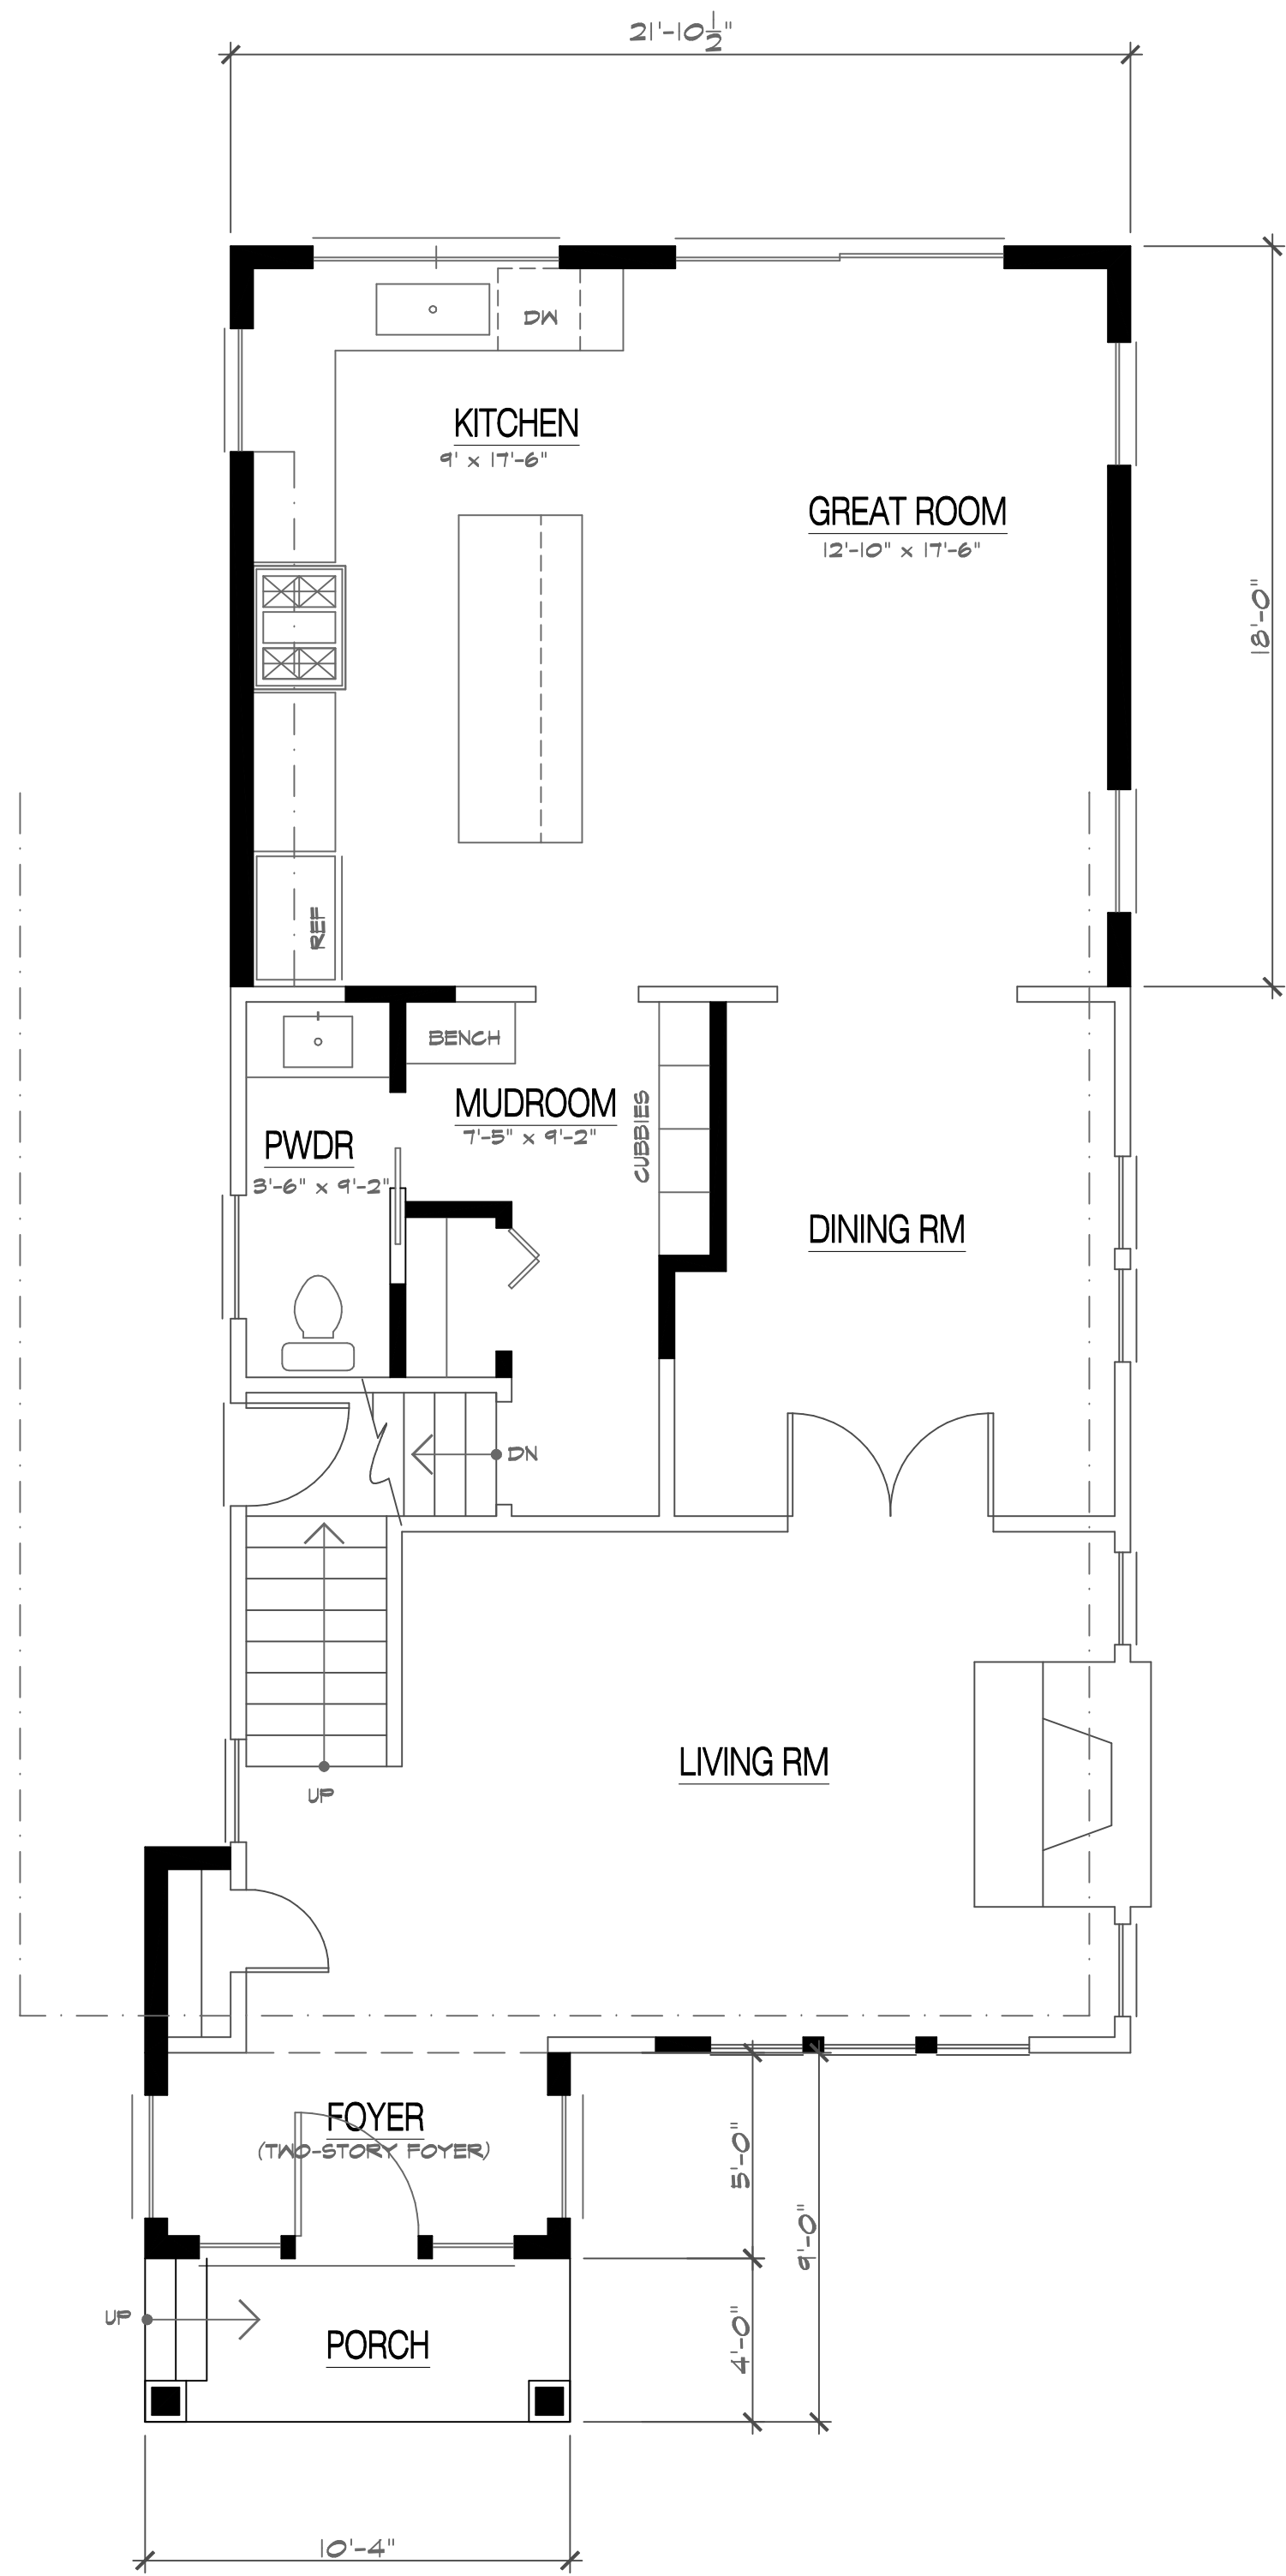 21'-10 1/2"
DW
KITCHEN
9' x 17'-6"
GREAT ROOM
12'-10" x 17'-6"
18'-0"
REF
BENCH
MUDROOM
7'-5" x 9'-2"
CUBBIES
PWDR
3'-6" x 9'-2"
DINING RM
DN
LIVING RM
UP
FOYER
(TWO-STORY FOYER)
5'-0"
9'-0"
UP
PORCH
4'-0"
10'-4"